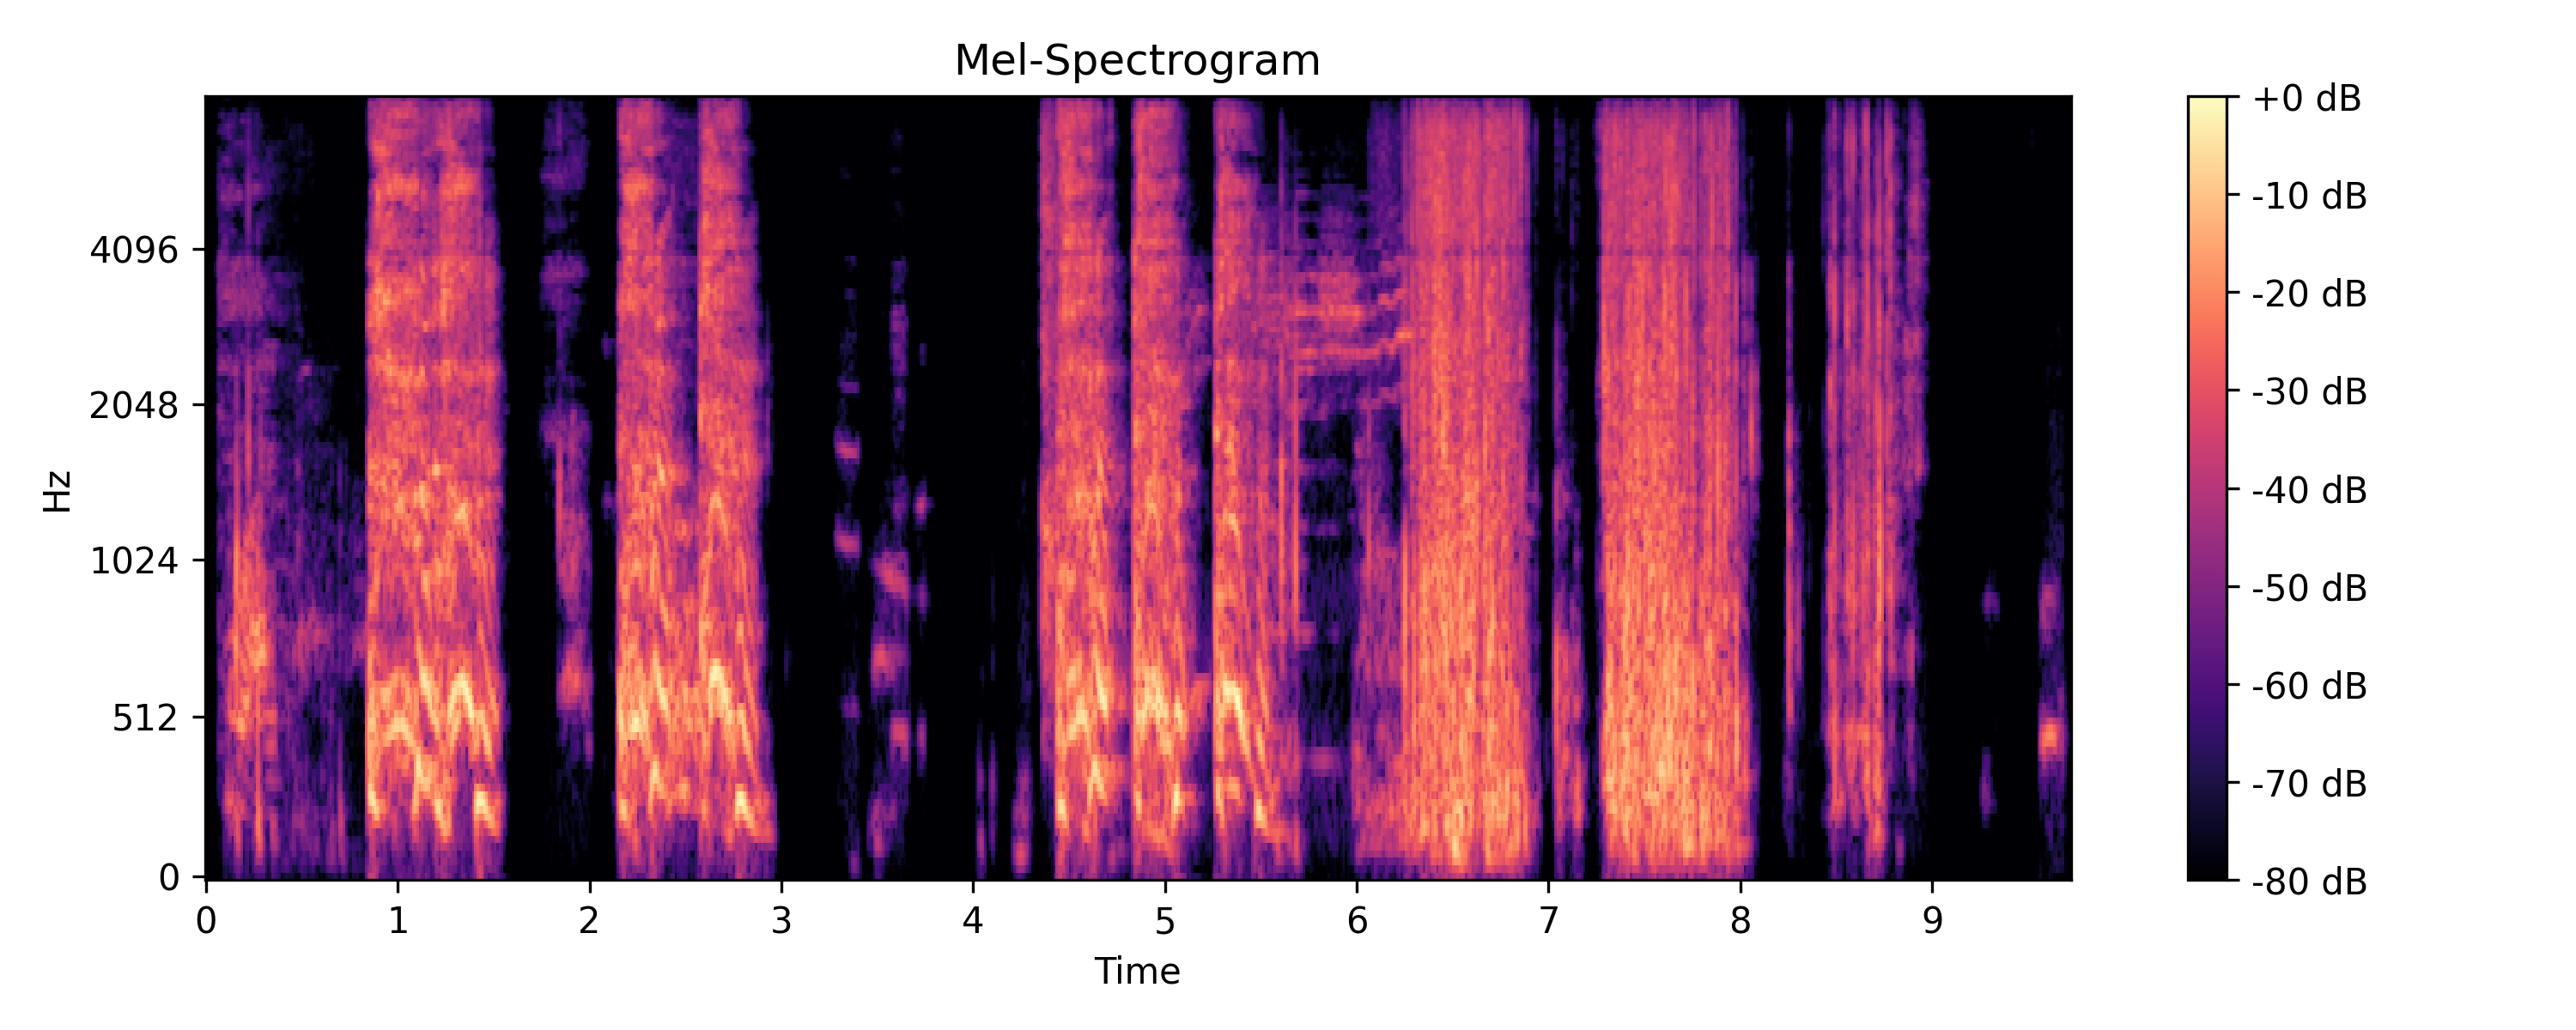 Mel-Spectrogram
Hz
4096
2048
1024
512
0
0 1 2 3 4 5 6 7 8 9
Time
+0 dB
-10 dB
-20 dB
-30 dB
-40 dB
-50 dB
-60 dB
-70 dB
-80 dB